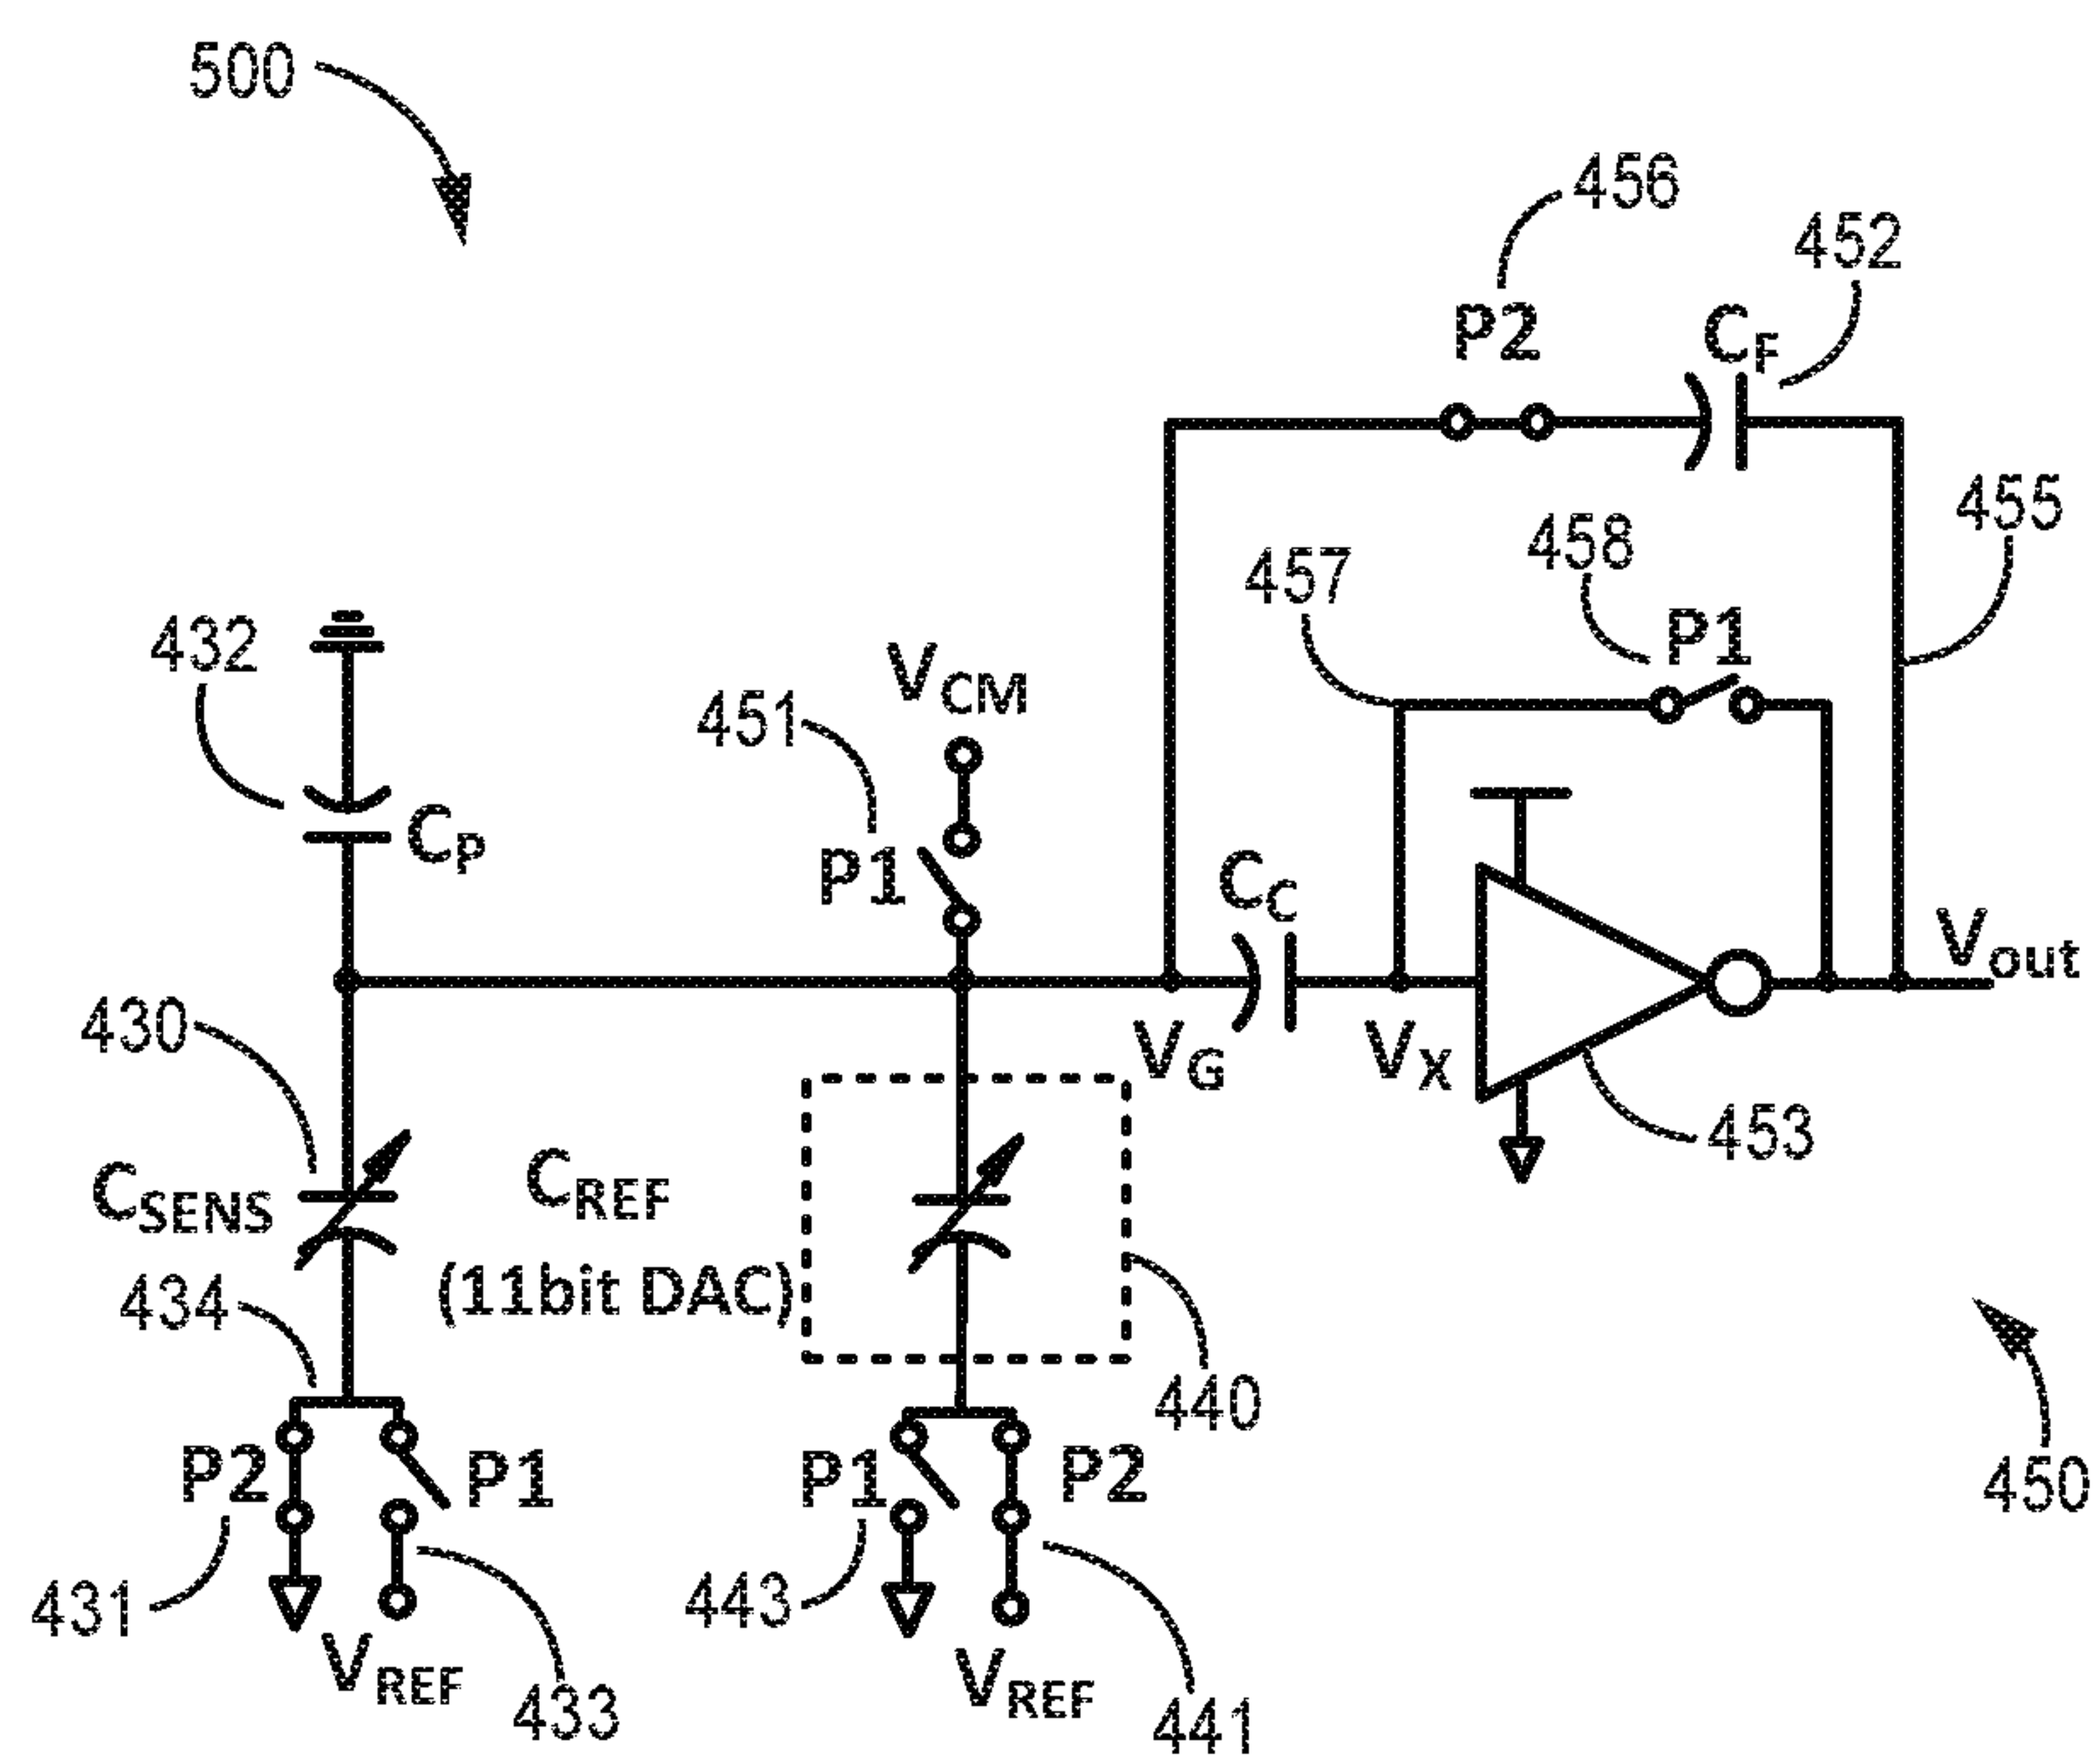 500
456
452
P2
CF
455
458
457
P1
432
VCM
451
CP
P1
CC
Vout
430
VG
VX
453
CSENS
CREF
(11bit DAC)
434
440
P2
P1
P1
P2
450
431
443
VREF
433
VREF
441